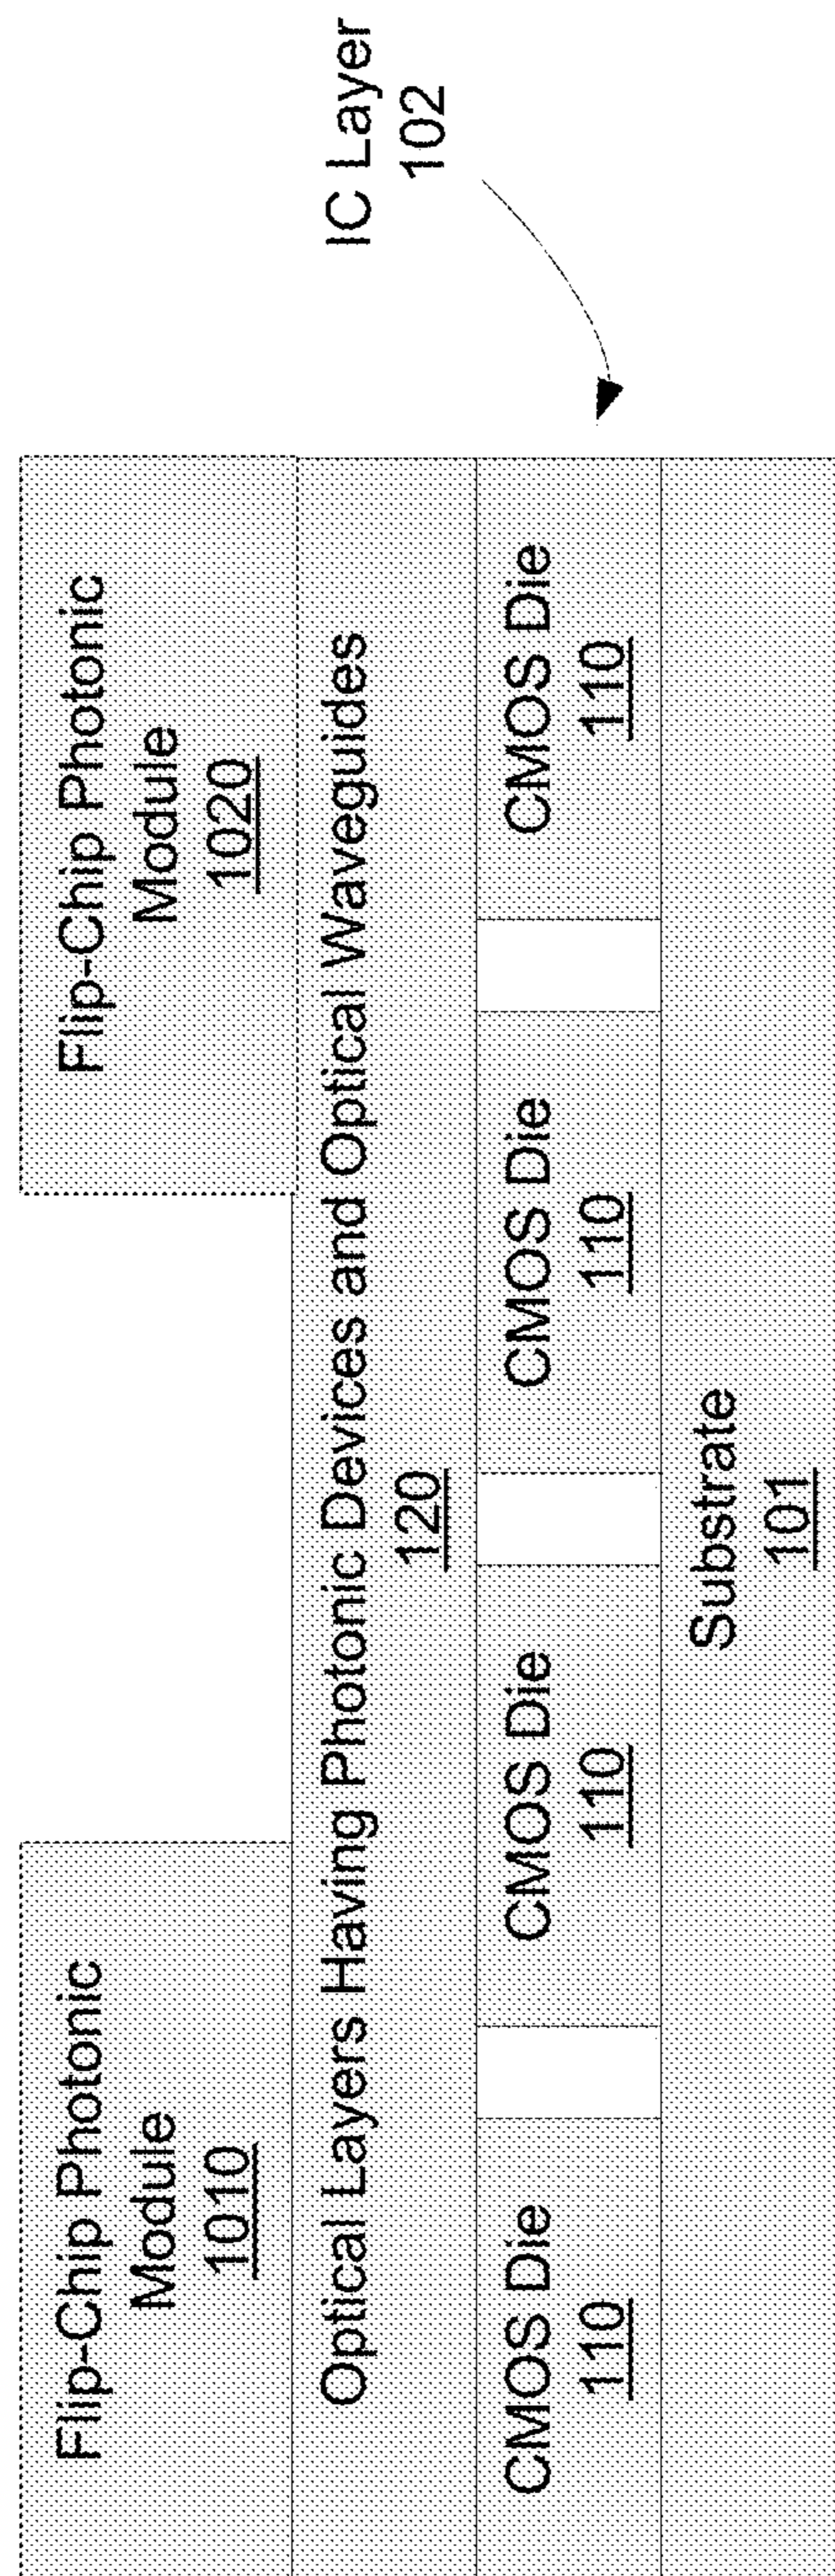 IC Layer
102
Flip-Chip Photonic
Module
1010
Flip-Chip Photonic
Module
1020
Optical Layers Having Photonic Devices and Optical Waveguides
120
CMOS Die
110
CMOS Die
110
CMOS Die
110
CMOS Die
110
Substrate
101